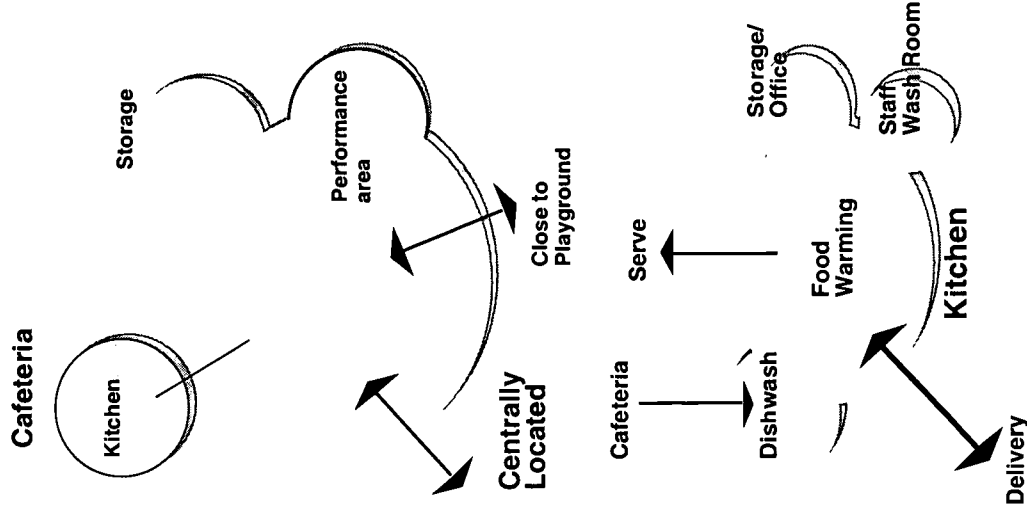 Cafeteria
Kitchen
Storage
Performance
area
Centrally
Located
Close to
Playground
Cafeteria
Serve
Storage/
Office
Dishwash
Food
Warming
Staff
Wash Room
Kitchen
Delivery